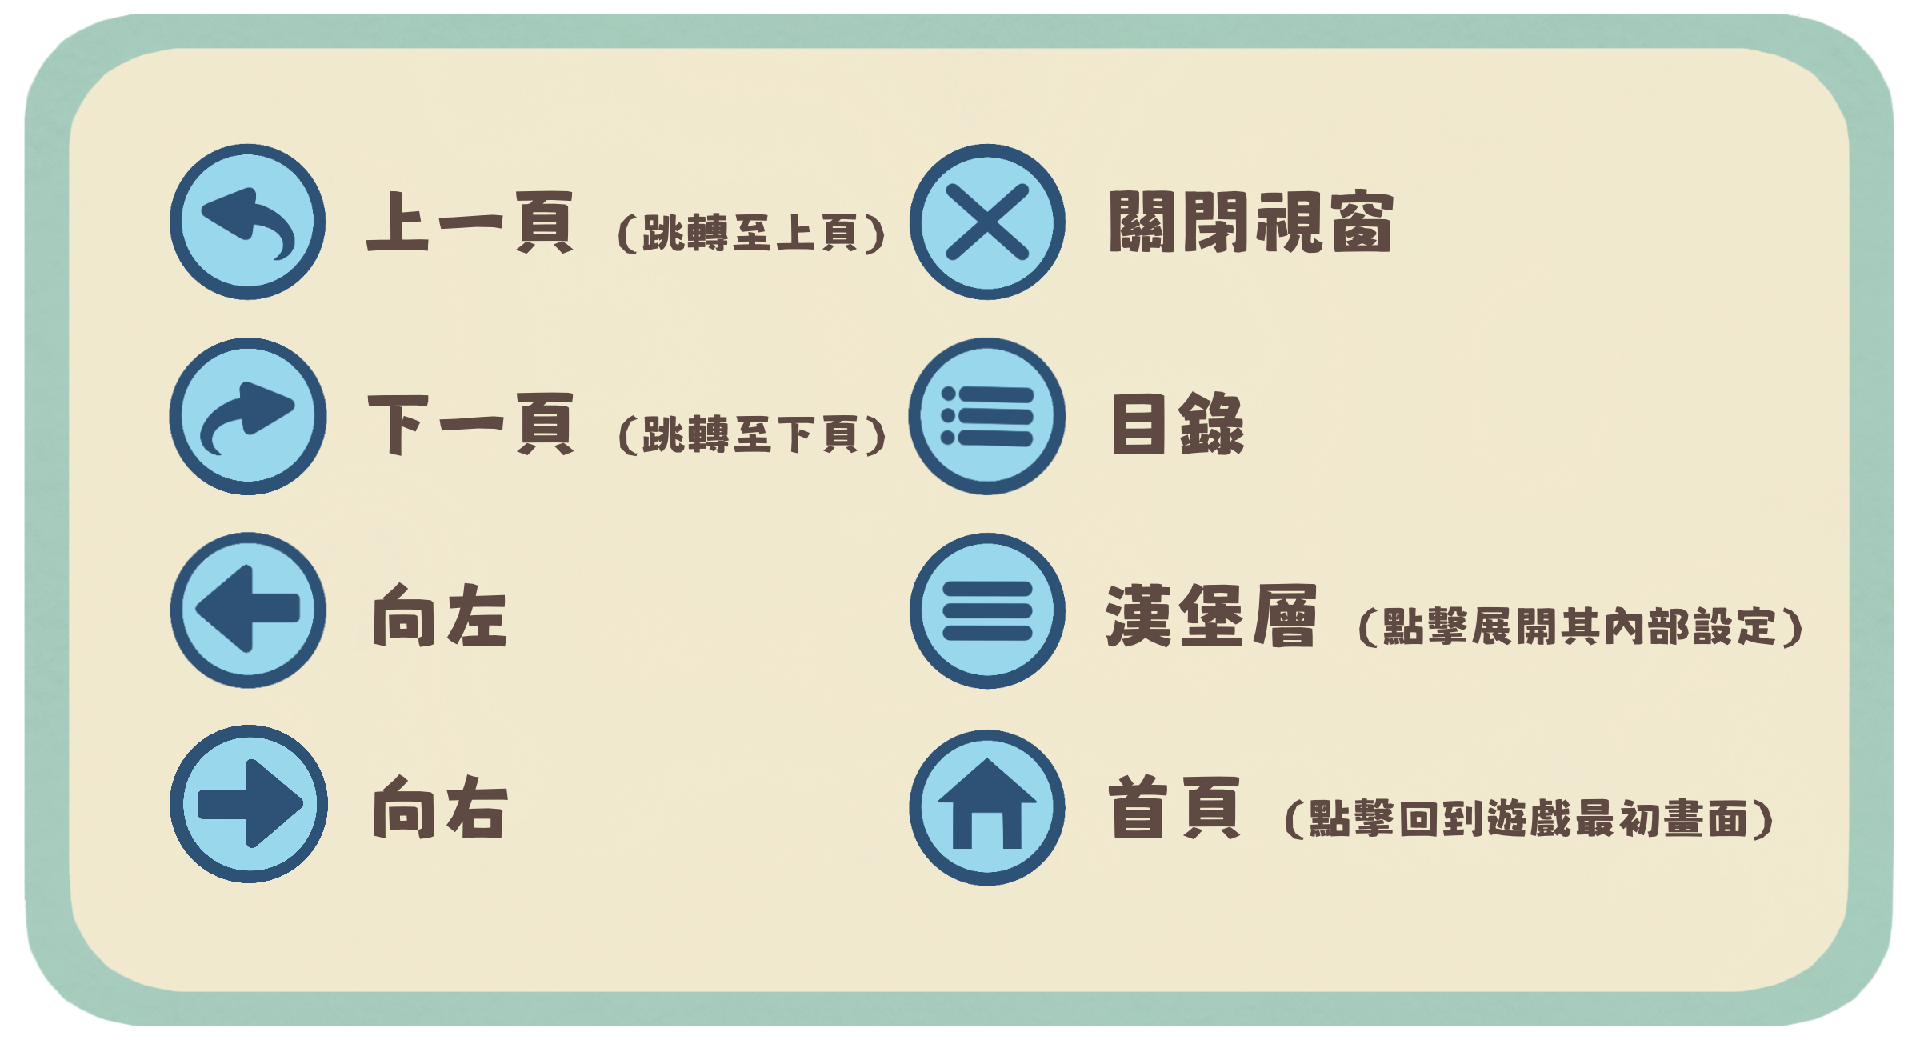 上一頁 (跳轉至上頁)
下一頁 (跳轉至下頁)
向左
向右
關閉視窗
目錄
漢堡層 (點擊展開其內部設定)
首頁 (點擊回到遊戲最初畫面)